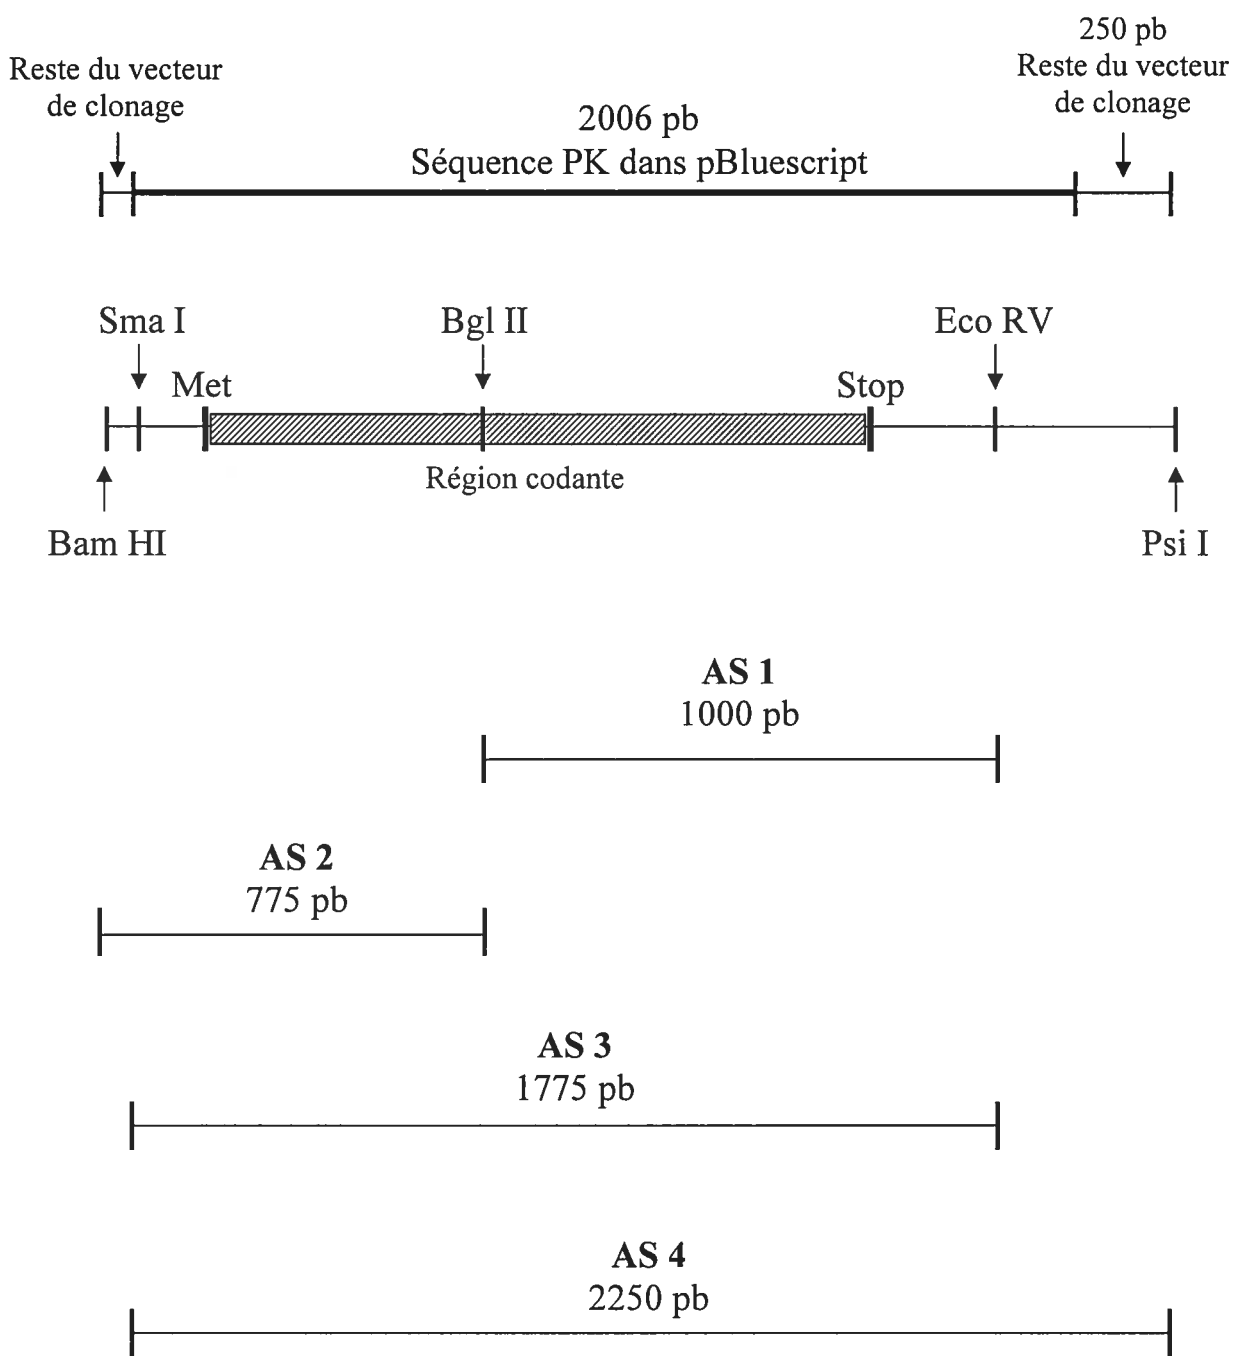 Reste du vecteur
de clonage
250 pb
Reste du vecteur
de clonage
2006 pb
Séquence PK dans pBluescript
Sma I
Bgl II
Eco RV
Met
Stop
Région codante
Bam HI
Psi I
AS 1
1000 pb
AS 2
775 pb
AS 3
1775 pb
AS 4
2250 pb